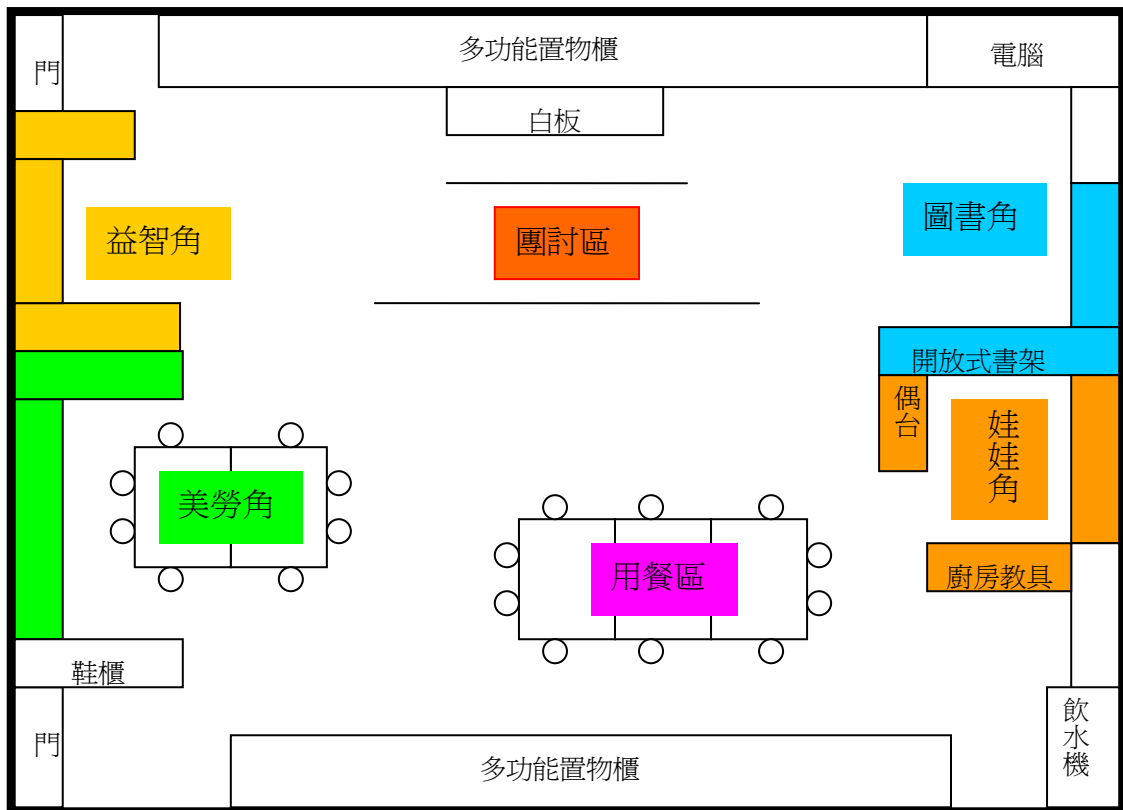 門
多功能置物櫃
電腦
白板
益智角
團討區
圖書角
開放式書架
偶台
娃娃角
美勞角
用餐區
廚房教具
鞋櫃
門
多功能置物櫃
飲水機